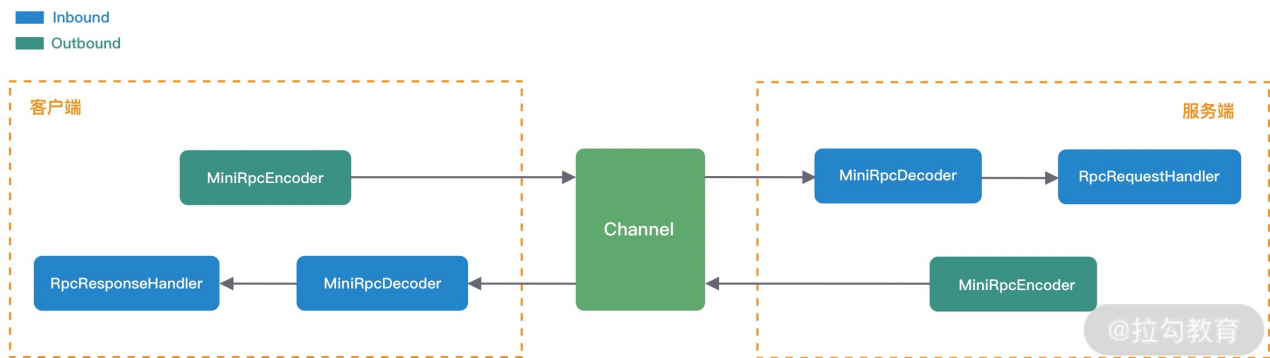 Inbound
Outbound
客户端
服务端
MiniRpcEncoder
Channel
MiniRpcDecoder
RpcRequestHandler
RpcResponseHandler
MiniRpcDecoder
MiniRpcEncoder
@拉勾教育